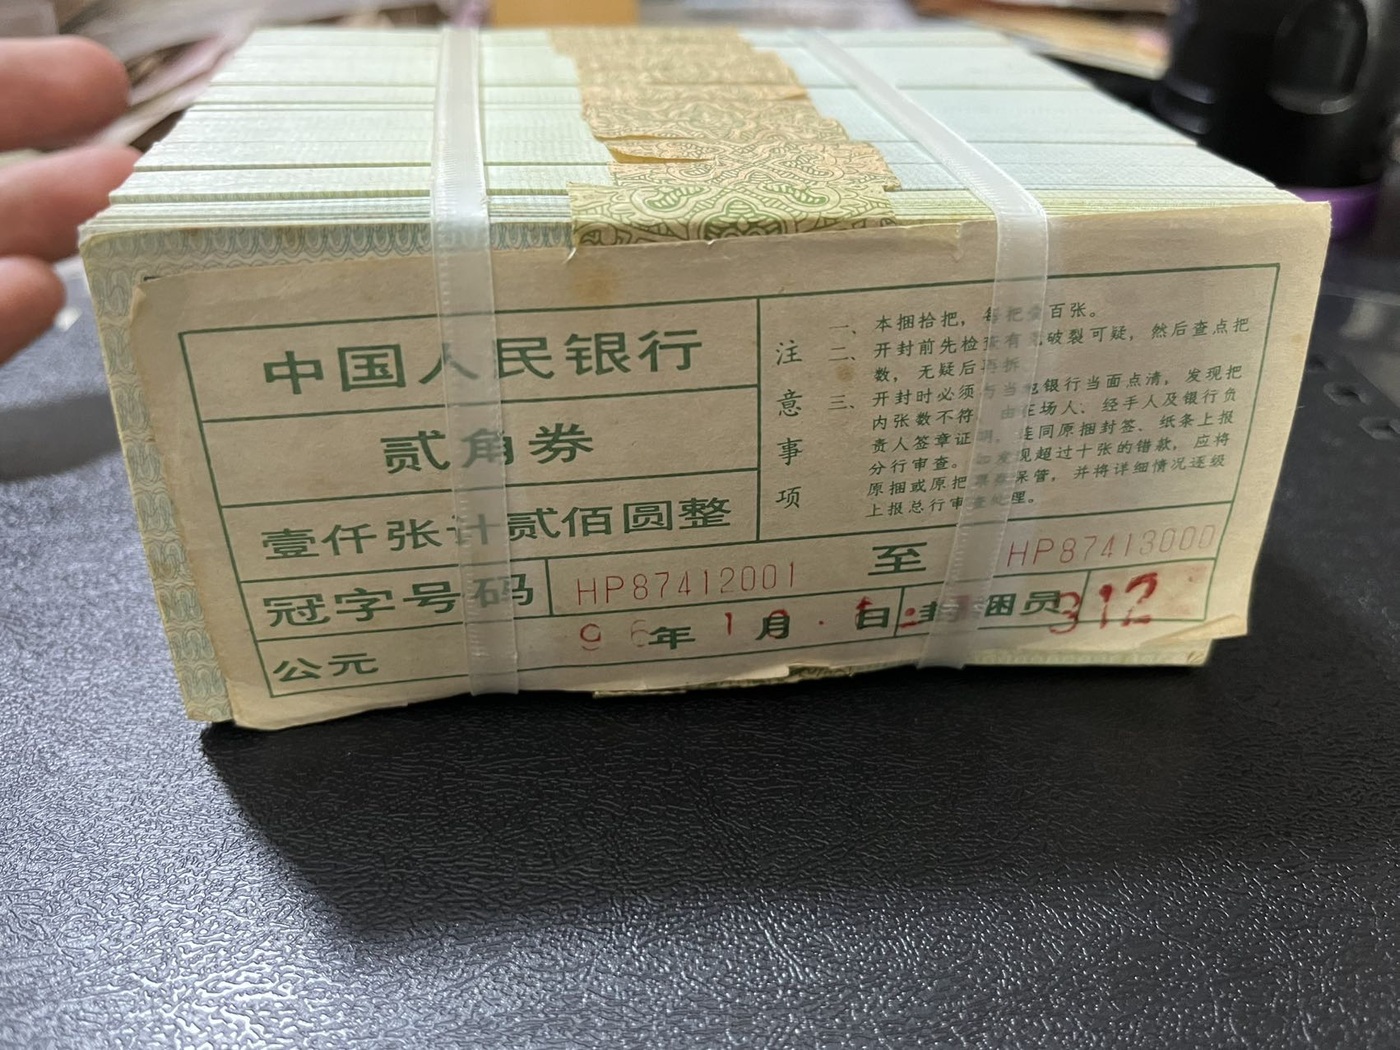 中国人民银行
贰角券
壹仟张计贰佰圆整
冠字号码 HP87412001 至 HP87413000
公元 96年 1月 日 封捆员 312
注意事项
一、本捆拾把，每把壹百张。
二、开封前先检查有无破裂可疑，然后查点把
数，无疑后再拆
三、开封时必须与当地银行当面点清，发现把
内张数不符，由在场人、经手人及银行负
责人签章证明，连同原捆封签、纸条上报
分行审查。如发现超过十张的错款，应将
原捆或原把票券保管，并将详细情况逐级
上报总行审查处理。